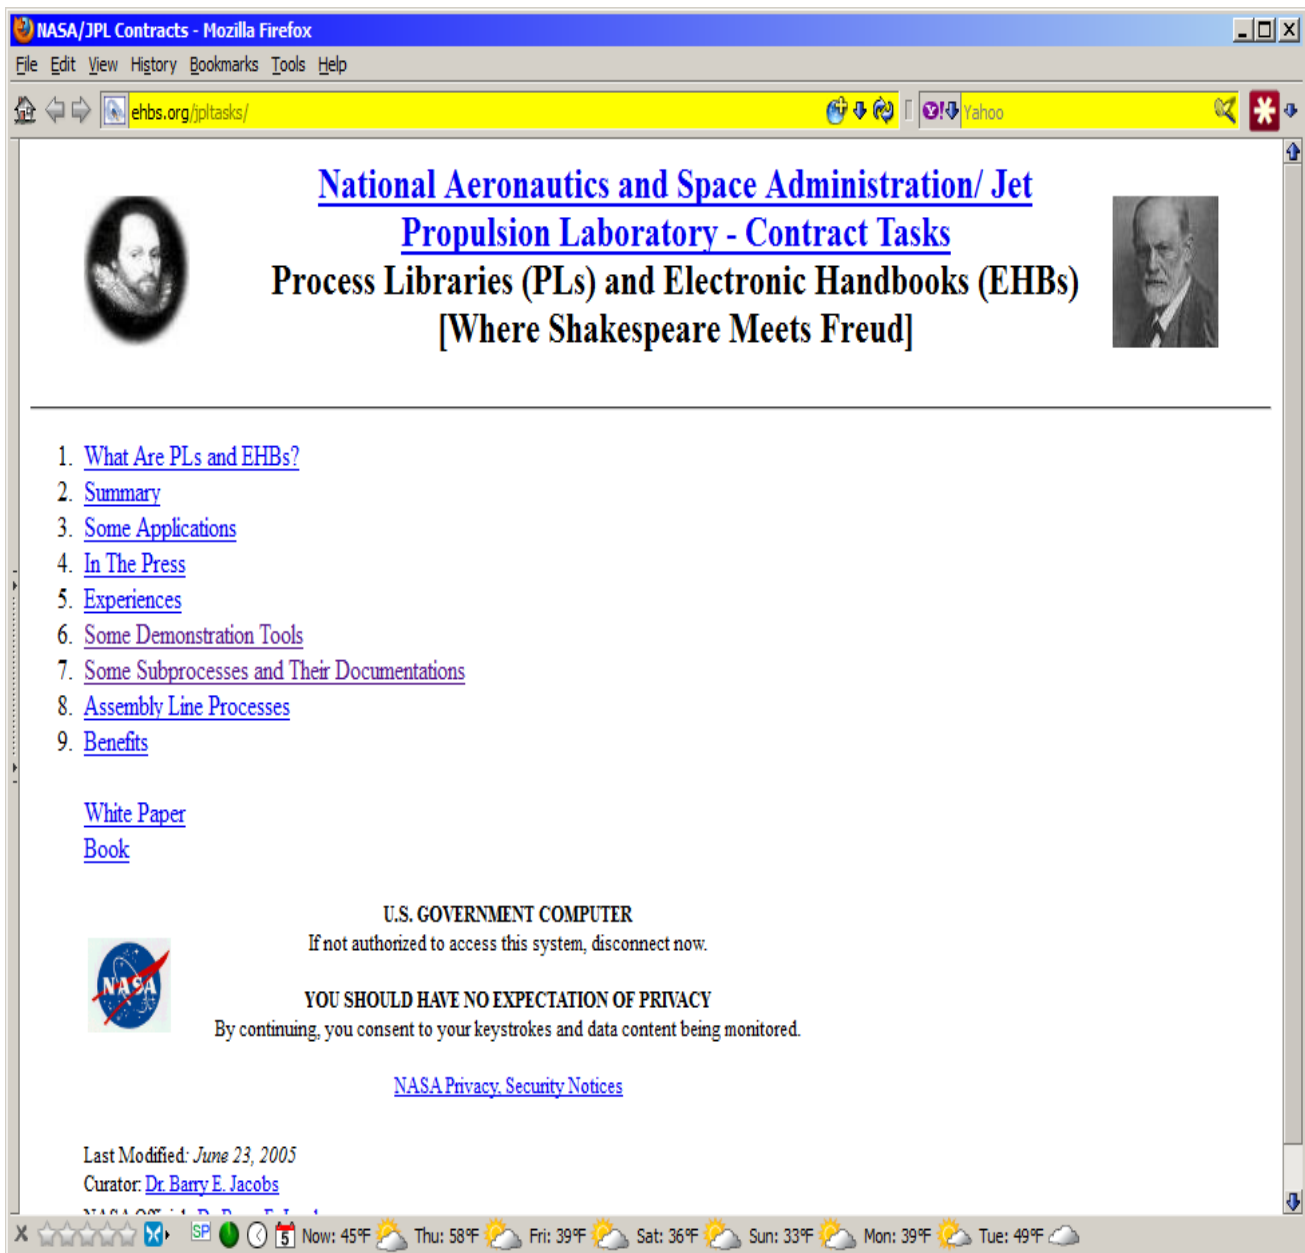 NASA/JPL Contracts - Mozilla Firefox
File Edit View History Bookmarks Tools Help
ehbs.org/jpltasks/ Yahoo
National Aeronautics and Space Administration/ Jet
Propulsion Laboratory - Contract Tasks
Process Libraries (PLs) and Electronic Handbooks (EHBs)
[Where Shakespeare Meets Freud]
1. What Are PLs and EHBs?
2. Summary
3. Some Applications
4. In The Press
5. Experiences
6. Some Demonstration Tools
7. Some Subprocesses and Their Documentations
8. Assembly Line Processes
9. Benefits
White Paper
Book
U.S. GOVERNMENT COMPUTER
If not authorized to access this system, disconnect now.
NASA
YOU SHOULD HAVE NO EXPECTATION OF PRIVACY
By continuing, you consent to your keystrokes and data content being monitored.
NASA Privacy, Security Notices
Last Modified: June 23, 2005
Curator: Dr. Barry E. Jacobs
SP 5 Now: 45°F Thu: 58°F Fri: 39°F Sat: 36°F Sun: 33°F Mon: 39°F Tue: 49°F